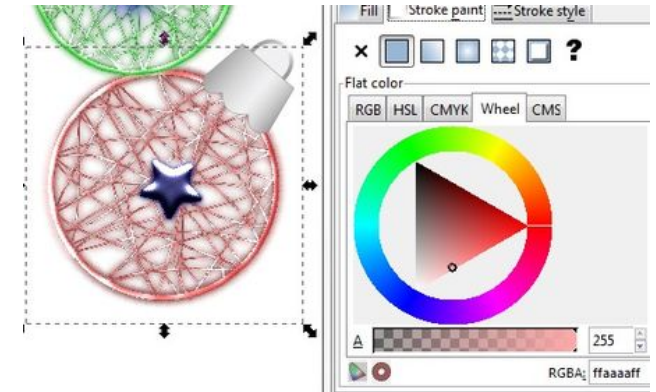 Fill Stroke paint Stroke style
?
Flat color
RGB HSL CMYK Wheel CMS
A 255
RGBA: ffaaaaff